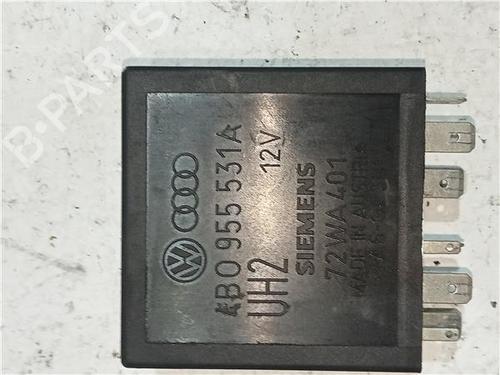 4B0 955 531A
UH2 12V
SIEMENS
72WA401
MADE IN AUSTRIA
B-PARTS